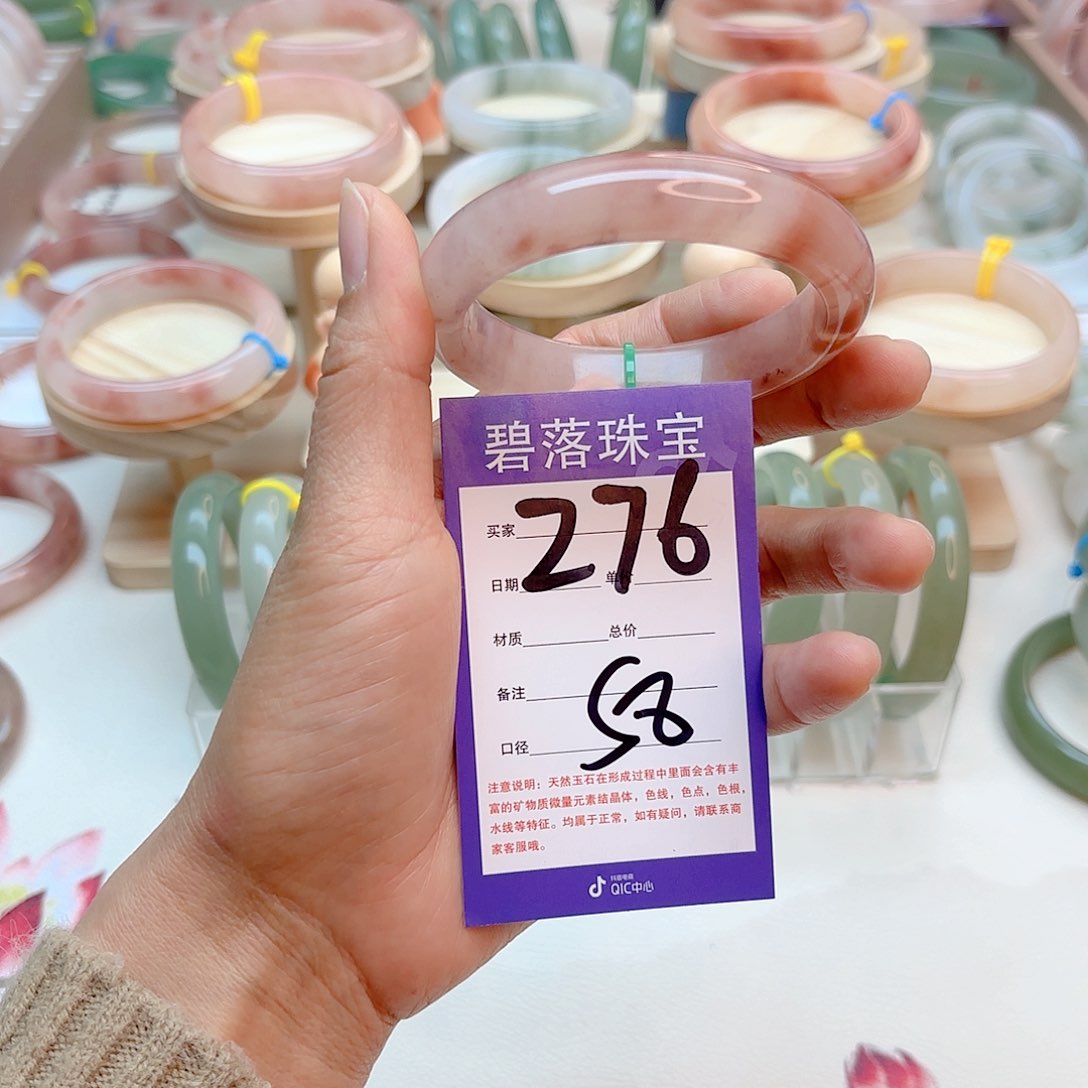 碧落珠宝
276
买家
日期 单价
材质 总价
备注
58
口径
注意说明：天然玉石在形成过程中里面会含有丰
富的矿物质微量元素结晶体，色线，色点，色根，
水线等特征。均属于正常，如有疑问，请联系商
家客服哦。
抖音电商
QIC中心